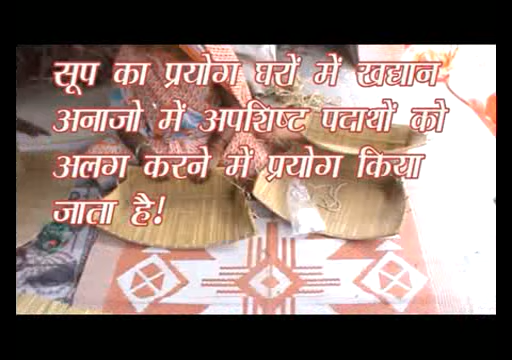 सूप का प्रयोग घरों में खद्यान
अनाजो में अपशिष्ट पदाथों को
अलग करने में प्रयोग किया
जाता है!